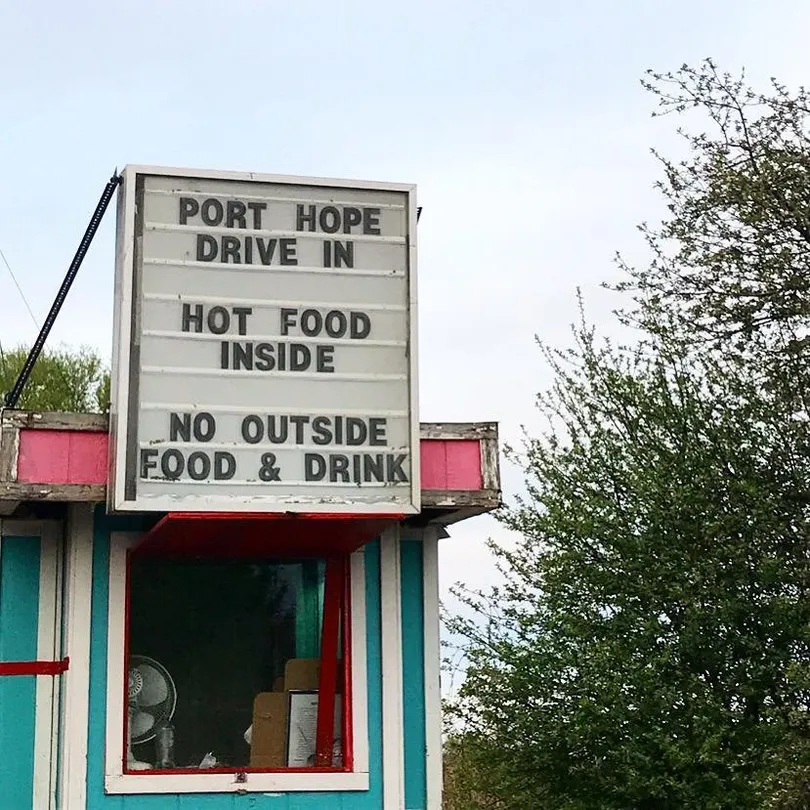 PORT HOPE
DRIVE IN
HOT FOOD
INSIDE
NO OUTSIDE
FOOD & DRINK